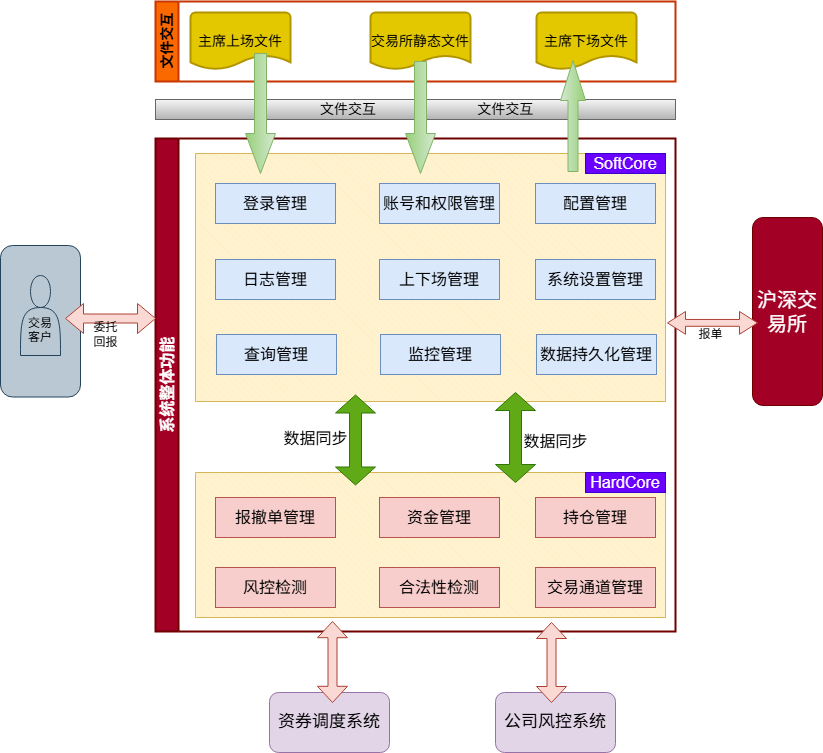 文件交互
主席上场文件
交易所静态文件
主席下场文件
文件交互
文件交互
系统整体功能
SoftCore
登录管理
账号和权限管理
配置管理
日志管理
上下场管理
系统设置管理
查询管理
监控管理
数据持久化管理
交易
客户
委托
回报
报单
沪深交
易所
数据同步
数据同步
HardCore
报撤单管理
资金管理
持仓管理
风控检测
合法性检测
交易通道管理
资券调度系统
公司风控系统